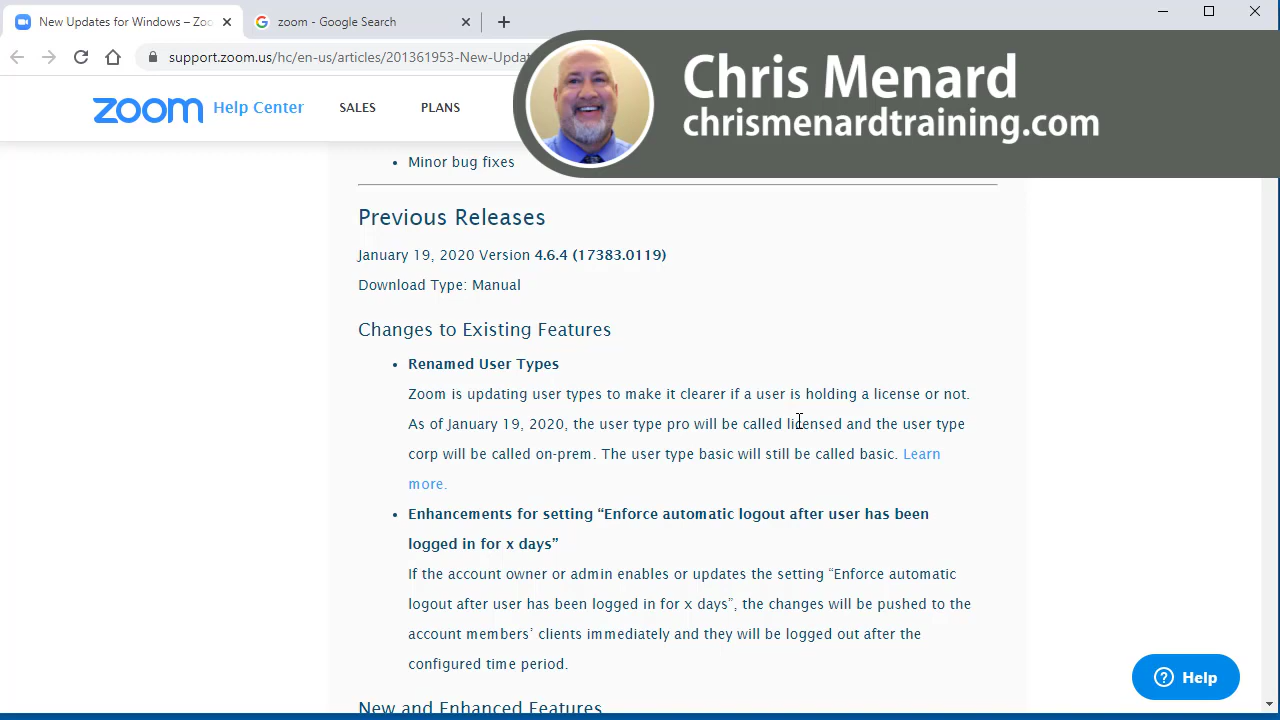 New Updates for Windows – Zoo
zoom - Google Search
support.zoom.us/hc/en-us/articles/201361953-New-Updat
Chris Menard
chrismenardtraining.com
zoom Help Center SALES PLANS
Minor bug fixes
Previous Releases
January 19, 2020 Version 4.6.4 (17383.0119)
Download Type: Manual
Changes to Existing Features
Renamed User Types
Zoom is updating user types to make it clearer if a user is holding a license or not.
As of January 19, 2020, the user type pro will be called licensed and the user type
corp will be called on-prem. The user type basic will still be called basic. Learn
more.
Enhancements for setting “Enforce automatic logout after user has been
logged in for x days”
If the account owner or admin enables or updates the setting “Enforce automatic
logout after user has been logged in for x days”, the changes will be pushed to the
account members’ clients immediately and they will be logged out after the
configured time period.
Help
New and Enhanced Features